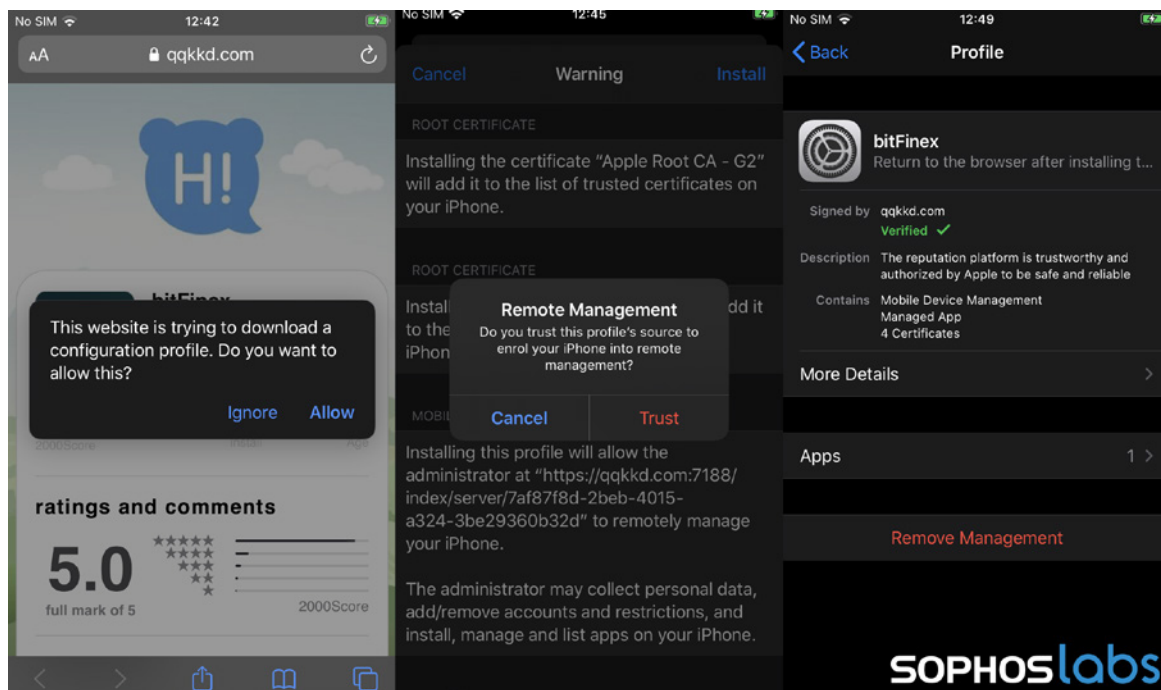 No SIM
12:42
AA
qqkkd.com
H!
bitFinex
This website is trying to download a
configuration profile. Do you want to
allow this?
Ignore
Allow
2000Score
Install
Age
ratings and comments
5.0
full mark of 5
2000Score
No SIM
12:45
Cancel
Warning
Install
ROOT CERTIFICATE
Installing the certificate “Apple Root CA - G2”
will add it to the list of trusted certificates on
your iPhone.
ROOT CERTIFICATE
Instal
dd it
to the
iPhon
Remote Management
Do you trust this profile's source to
enrol your iPhone into remote
management?
Cancel
Trust
MOBIL
Installing this profile will allow the
administrator at “https://qqkkd.com:7188/
index/server/7af87f8d-2beb-4015-
a324-3be29360b32d” to remotely manage
your iPhone.
The administrator may collect personal data,
add/remove accounts and restrictions, and
install, manage and list apps on your iPhone.
No SIM
12:49
Back
Profile
bitFinex
Return to the browser after installing t...
Signed by qqkkd.com
Verified
Description The reputation platform is trustworthy and
authorized by Apple to be safe and reliable
Contains Mobile Device Management
Managed App
4 Certificates
More Details
Apps 1
Remove Management
SOPHOSlabs